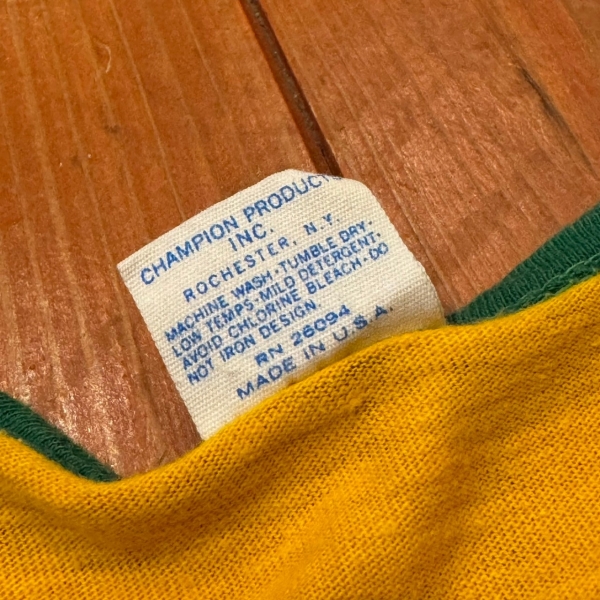 CHAMPION PRODUCTS
INC.
ROCHESTER, N.Y.
MACHINE WASH, TUMBLE DRY,
LOW TEMPS. MILD DETERGENT,
AVOID CHLORINE BLEACH. DO
NOT IRON DESIGN.
RN 26094
MADE IN U.S.A.